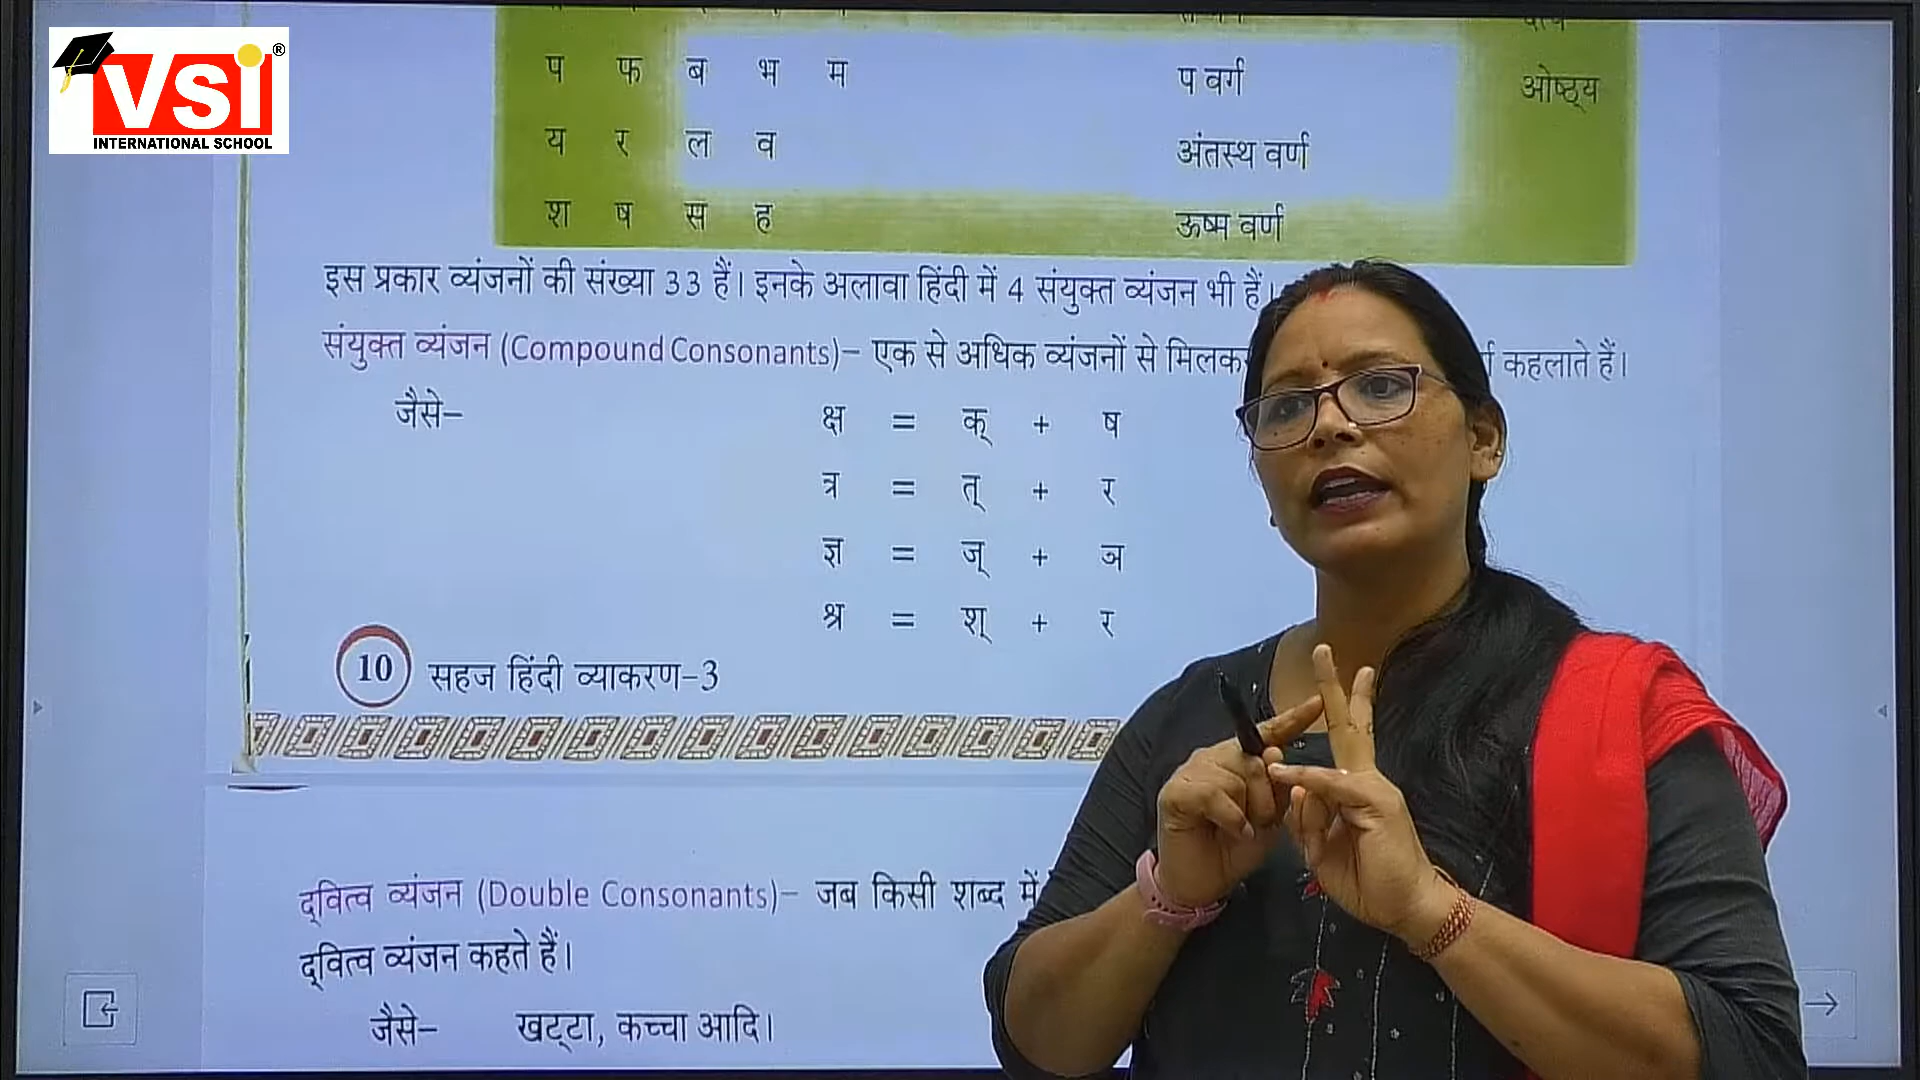 VSI ®
INTERNATIONAL SCHOOL
प फ ब भ म प वर्ग ओष्ठ्य
य र ल व अंतस्थ वर्ण
श ष स ह ऊष्म वर्ण
इस प्रकार व्यंजनों की संख्या 33 हैं। इनके अलावा हिंदी में 4 संयुक्त व्यंजन भी हैं।
संयुक्त व्यंजन (Compound Consonants)– एक से अधिक व्यंजनों से मिलकर कहलाते हैं।
जैसे– क्ष = क् + ष
त्र = त् + र
ज्ञ = ज् + ञ
श्र = श् + र
10 सहज हिंदी व्याकरण-3
द्‌वित्व व्यंजन (Double Consonants)– जब किसी शब्द में
द्‌वित्व व्यंजन कहते हैं।
जैसे– खट्‌टा, कच्चा आदि।